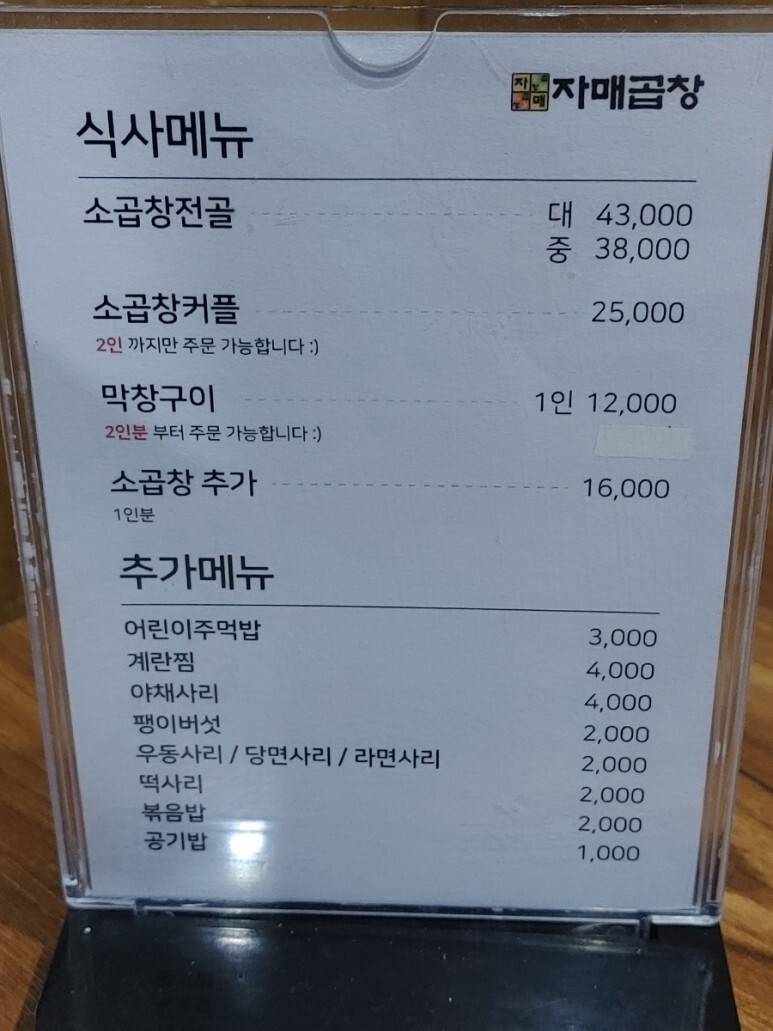 자매곱창
식사메뉴
소곱창전골 대 43,000
중 38,000
소곱창커플 25,000
2인 까지만 주문 가능합니다 :)
막창구이 1인 12,000
2인분 부터 주문 가능합니다 :)
소곱창 추가 16,000
1인분
추가메뉴
어린이주먹밥 3,000
계란찜 4,000
야채사리 4,000
팽이버섯 2,000
우동사리 / 당면사리 / 라면사리 2,000
떡사리 2,000
볶음밥 2,000
공기밥 1,000